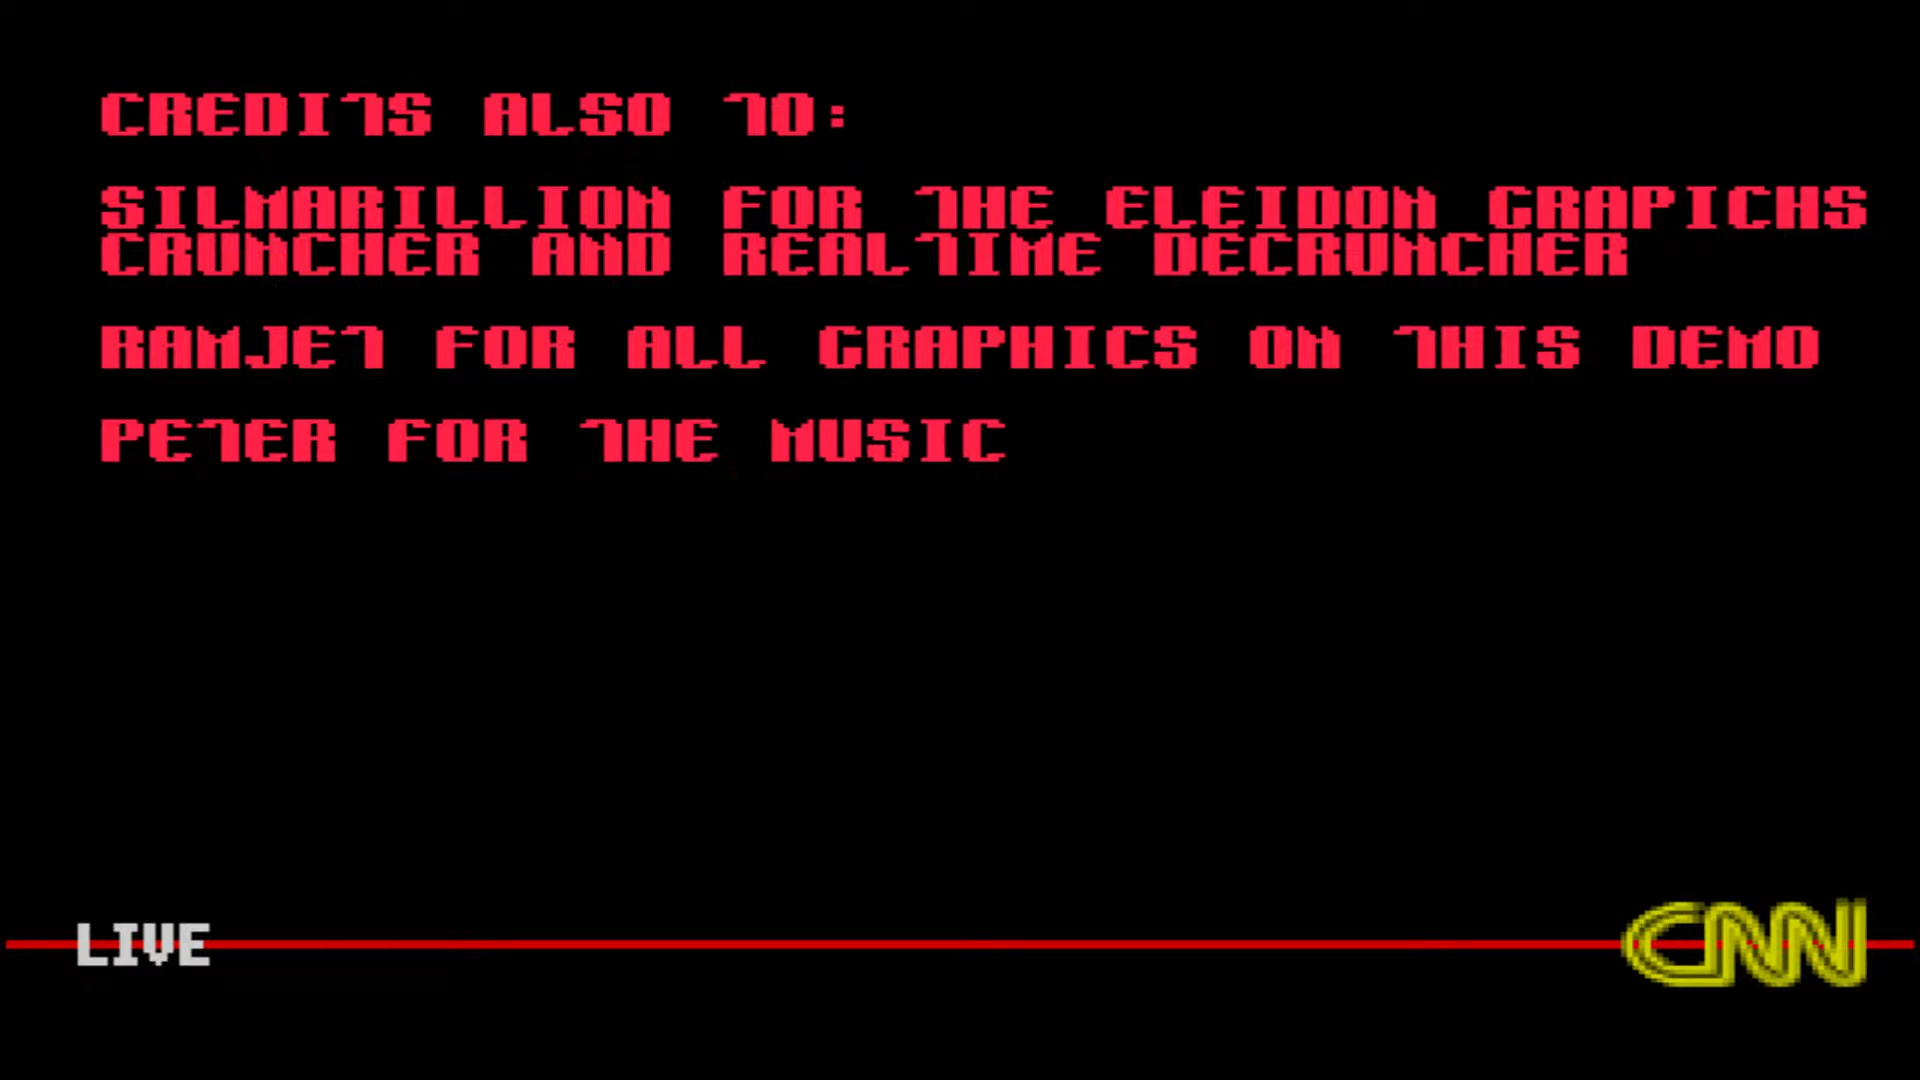 CREDITS ALSO TO:
SILMARILLION FOR THE ELEIDON GRAPICHS
CRUNCHER AND REALTIME DECRUNCHER
RAMJET FOR ALL GRAPHICS ON THIS DEMO
PETER FOR THE MUSIC
LIVE
CNN